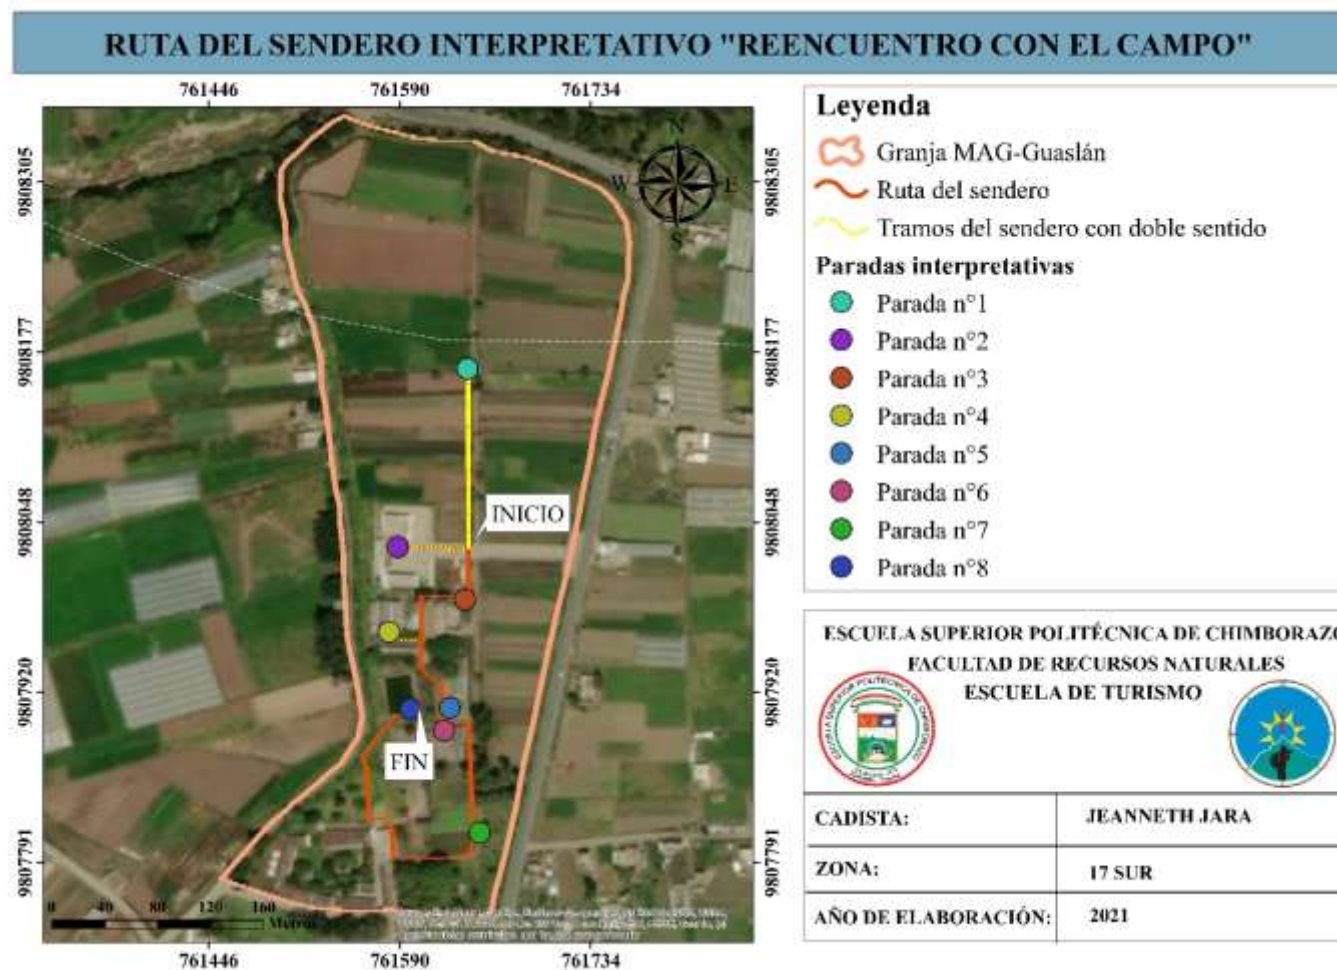 RUTA DEL SENDERO INTERPRETATIVO "REENCUENTRO CON EL CAMPO"
761446 761590 761734
N
W E
S
9808305 9808305
9808177 9808177
9808048 9808048
9807920 9807920
9807791 9807791
INICIO
FIN
0 40 80 120 160
Metros
761446 761590 761734
Leyenda
Granja MAG-Guaslán
Ruta del sendero
Tramos del sendero con doble sentido
Paradas interpretativas
Parada n°1
Parada n°2
Parada n°3
Parada n°4
Parada n°5
Parada n°6
Parada n°7
Parada n°8
ESCUELA SUPERIOR POLITÉCNICA DE CHIMBORAZO
FACULTAD DE RECURSOS NATURALES
ESCUELA DE TURISMO
CADISTA: JEANNETH JARA
ZONA: 17 SUR
AÑO DE ELABORACIÓN: 2021